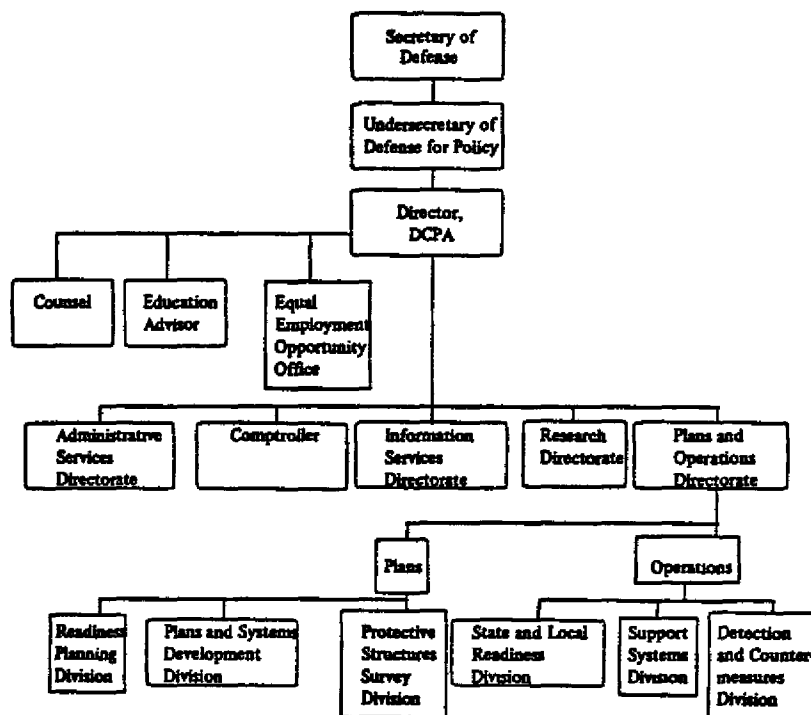 Secretary of
Defense
Undersecretary of
Defense for Policy
Director,
DCPA
Counsel
Education
Advisor
Equal
Employment
Opportunity
Office
Administrative
Services
Directorate
Comptroller
Information
Services
Directorate
Research
Directorate
Plans and
Operations
Directorate
Plans
Operations
Readiness
Planning
Division
Plans and Systems
Development
Division
Protective
Structures
Survey
Division
State and Local
Readiness
Division
Support
Systems
Division
Detection
and Counter
measures
Division